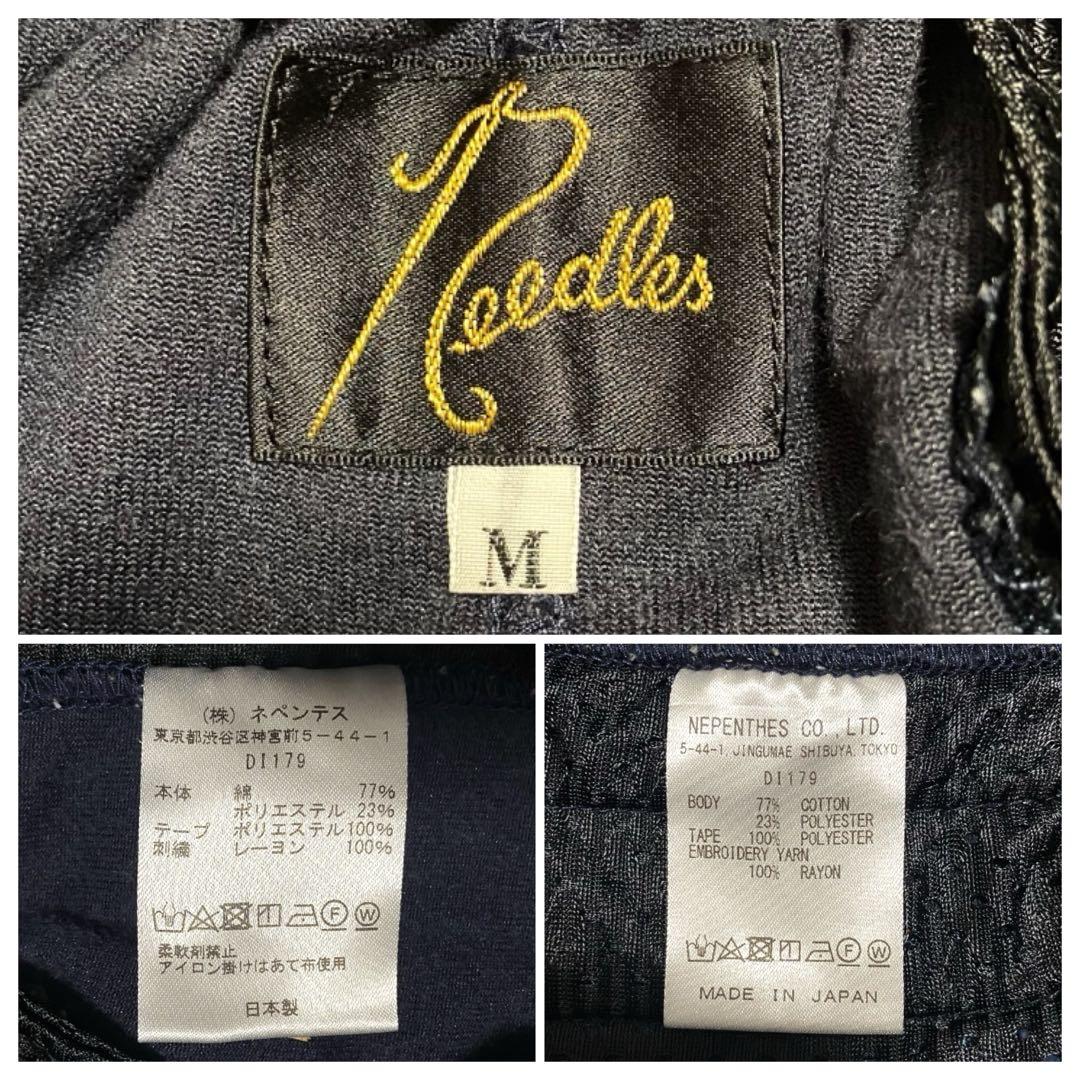 Needles
M
(株) ネペンテス
東京都渋谷区神宮前5-44-1
DI179
本体 綿 77%
ポリエステル 23%
テープ ポリエステル100%
刺繍 レーヨン 100%
F W
柔軟剤禁止
アイロン掛けはあて布使用
日本製
NEPENTHES CO.,LTD.
5-44-1, JINGUMAE SHIBUYA, TOKYO
DI179
BODY 77% COTTON
23% POLYESTER
TAPE 100% POLYESTER
EMBROIDERY YARN
100% RAYON
F W
MADE IN JAPAN